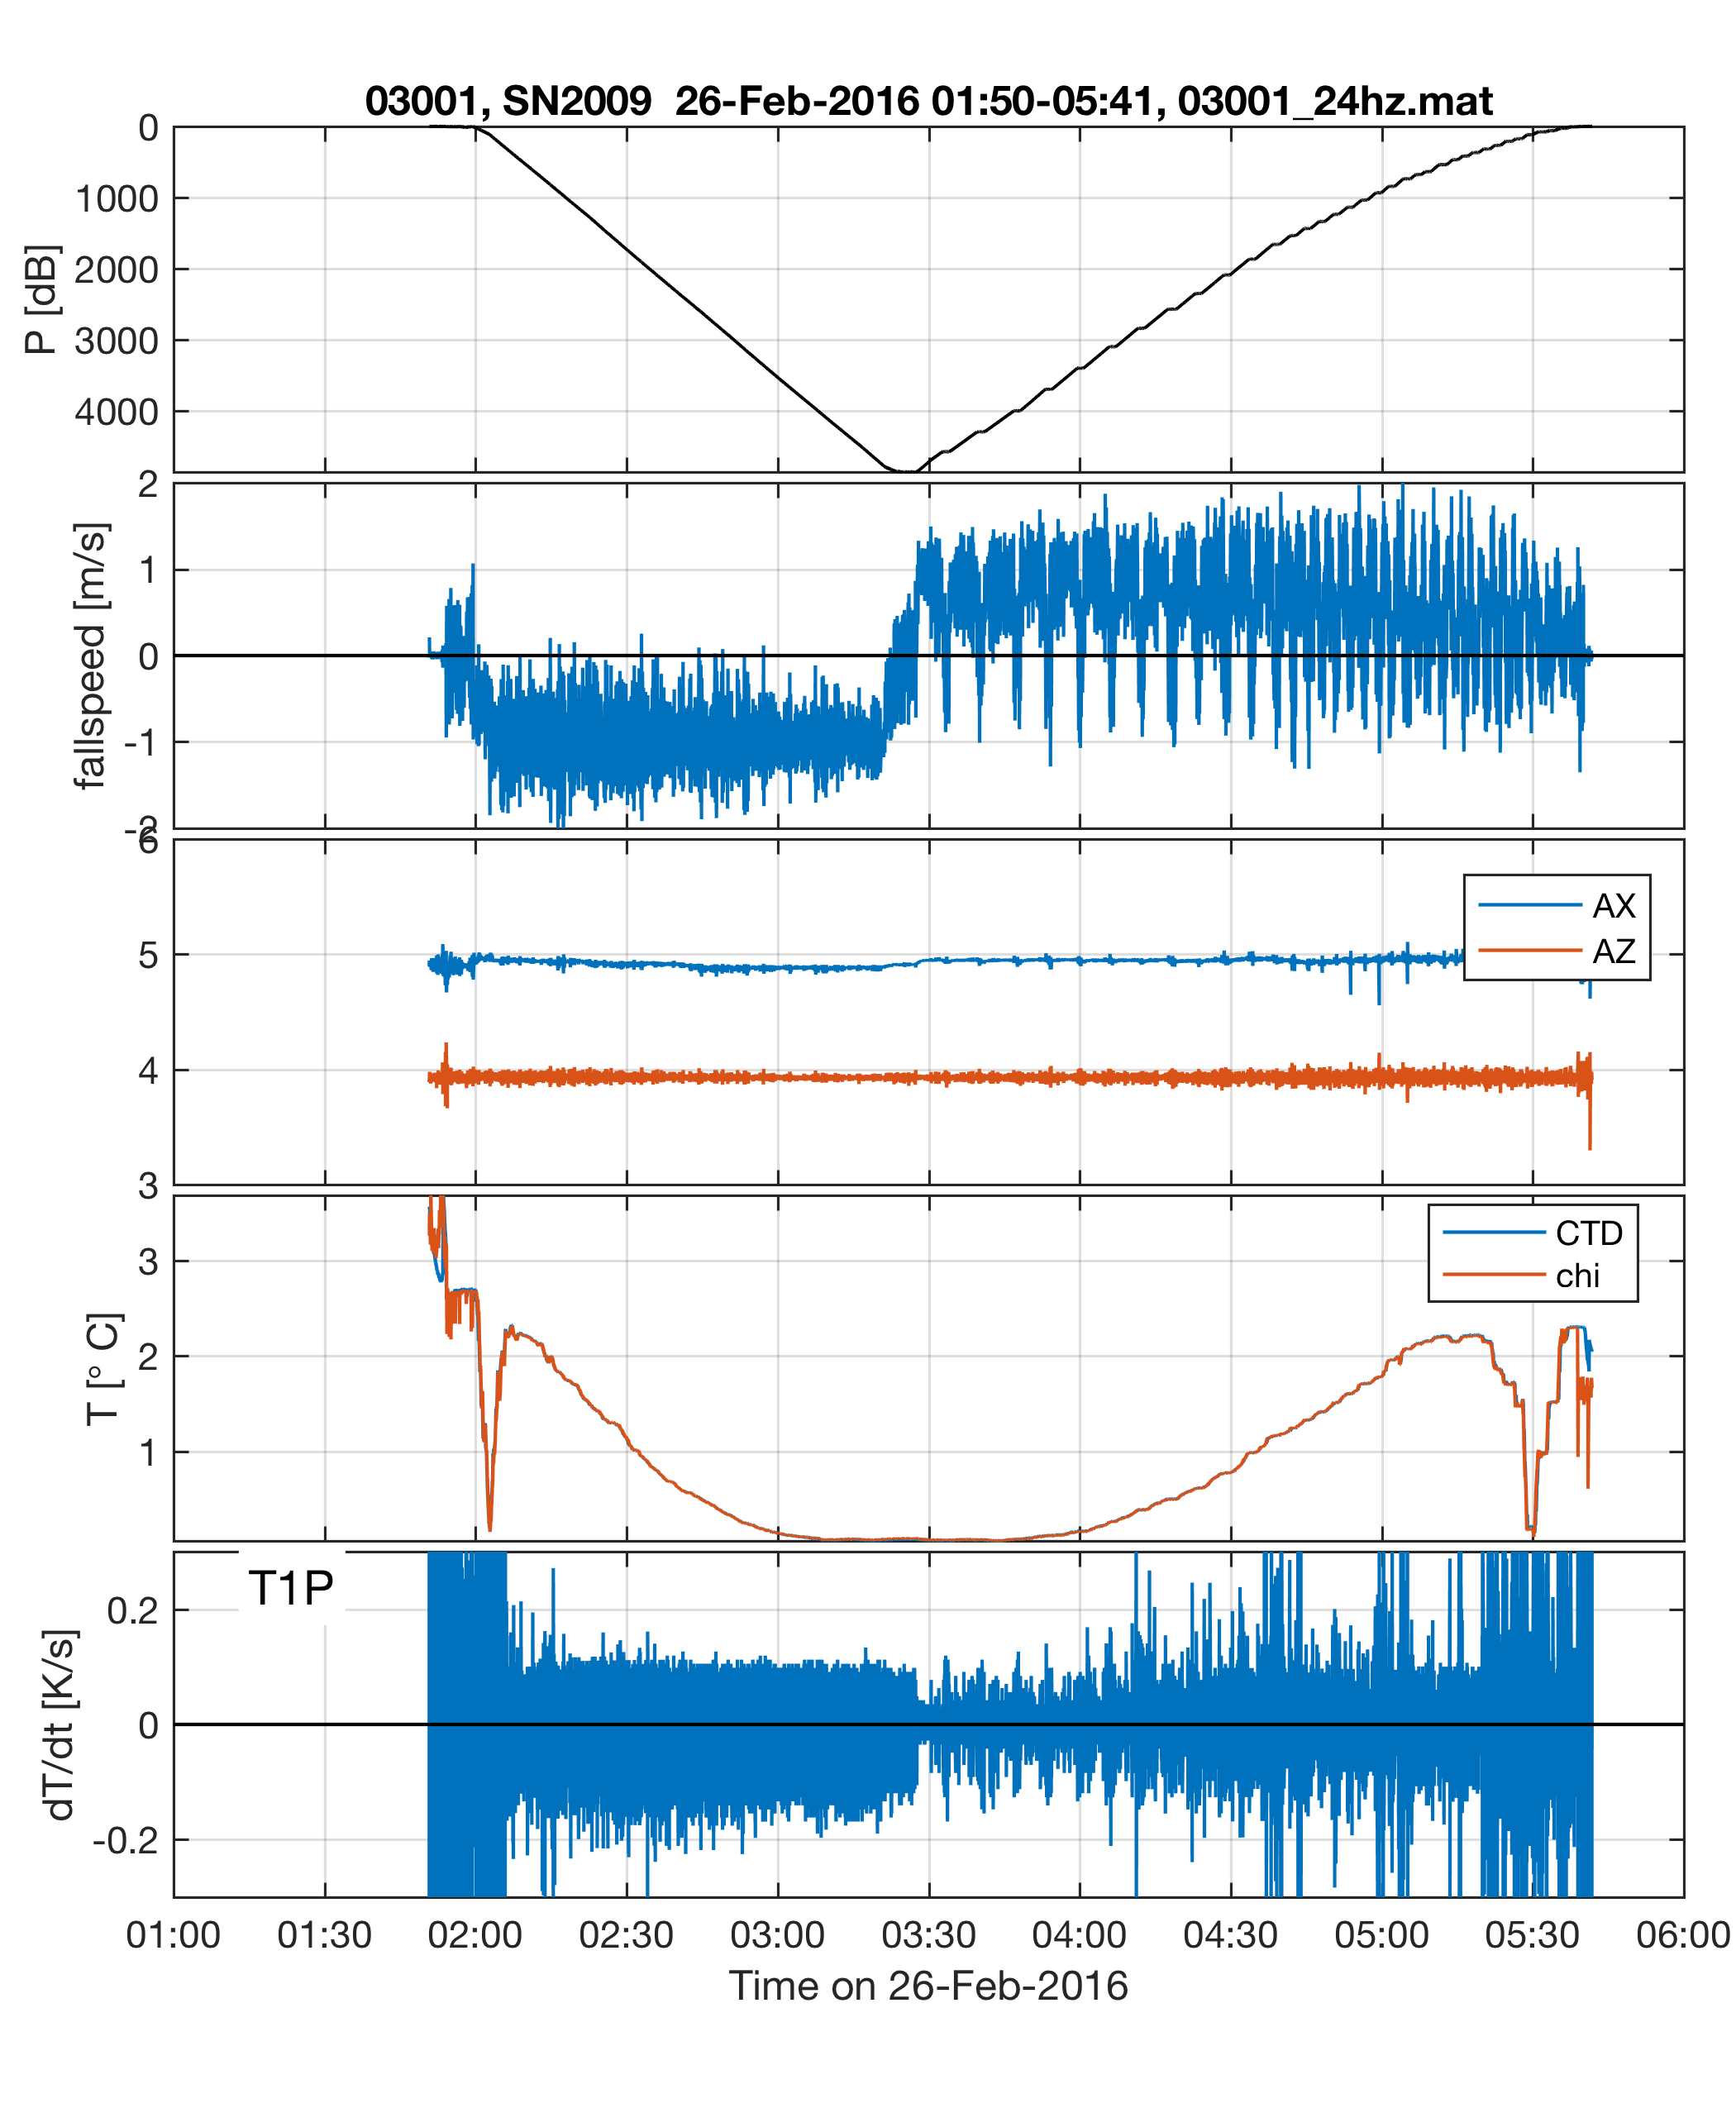 03001, SN2009  26-Feb-2016 01:50-05:41, 03001_24hz.mat
0
1000
2000
3000
4000
P [dB]
2
1
0
-1
-2
fallspeed [m/s]
6
5
4
3
AX
AZ
3
3
2
1
T [° C]
CTD
chi
T1P
0.2
0
-0.2
dT/dt [K/s]
01:00 01:30 02:00 02:30 03:00 03:30 04:00 04:30 05:00 05:30 06:00
Time on 26-Feb-2016